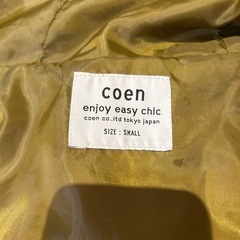 coen
enjoy easy chic
coen co.,ltd tokyo japan
SIZE : SMALL